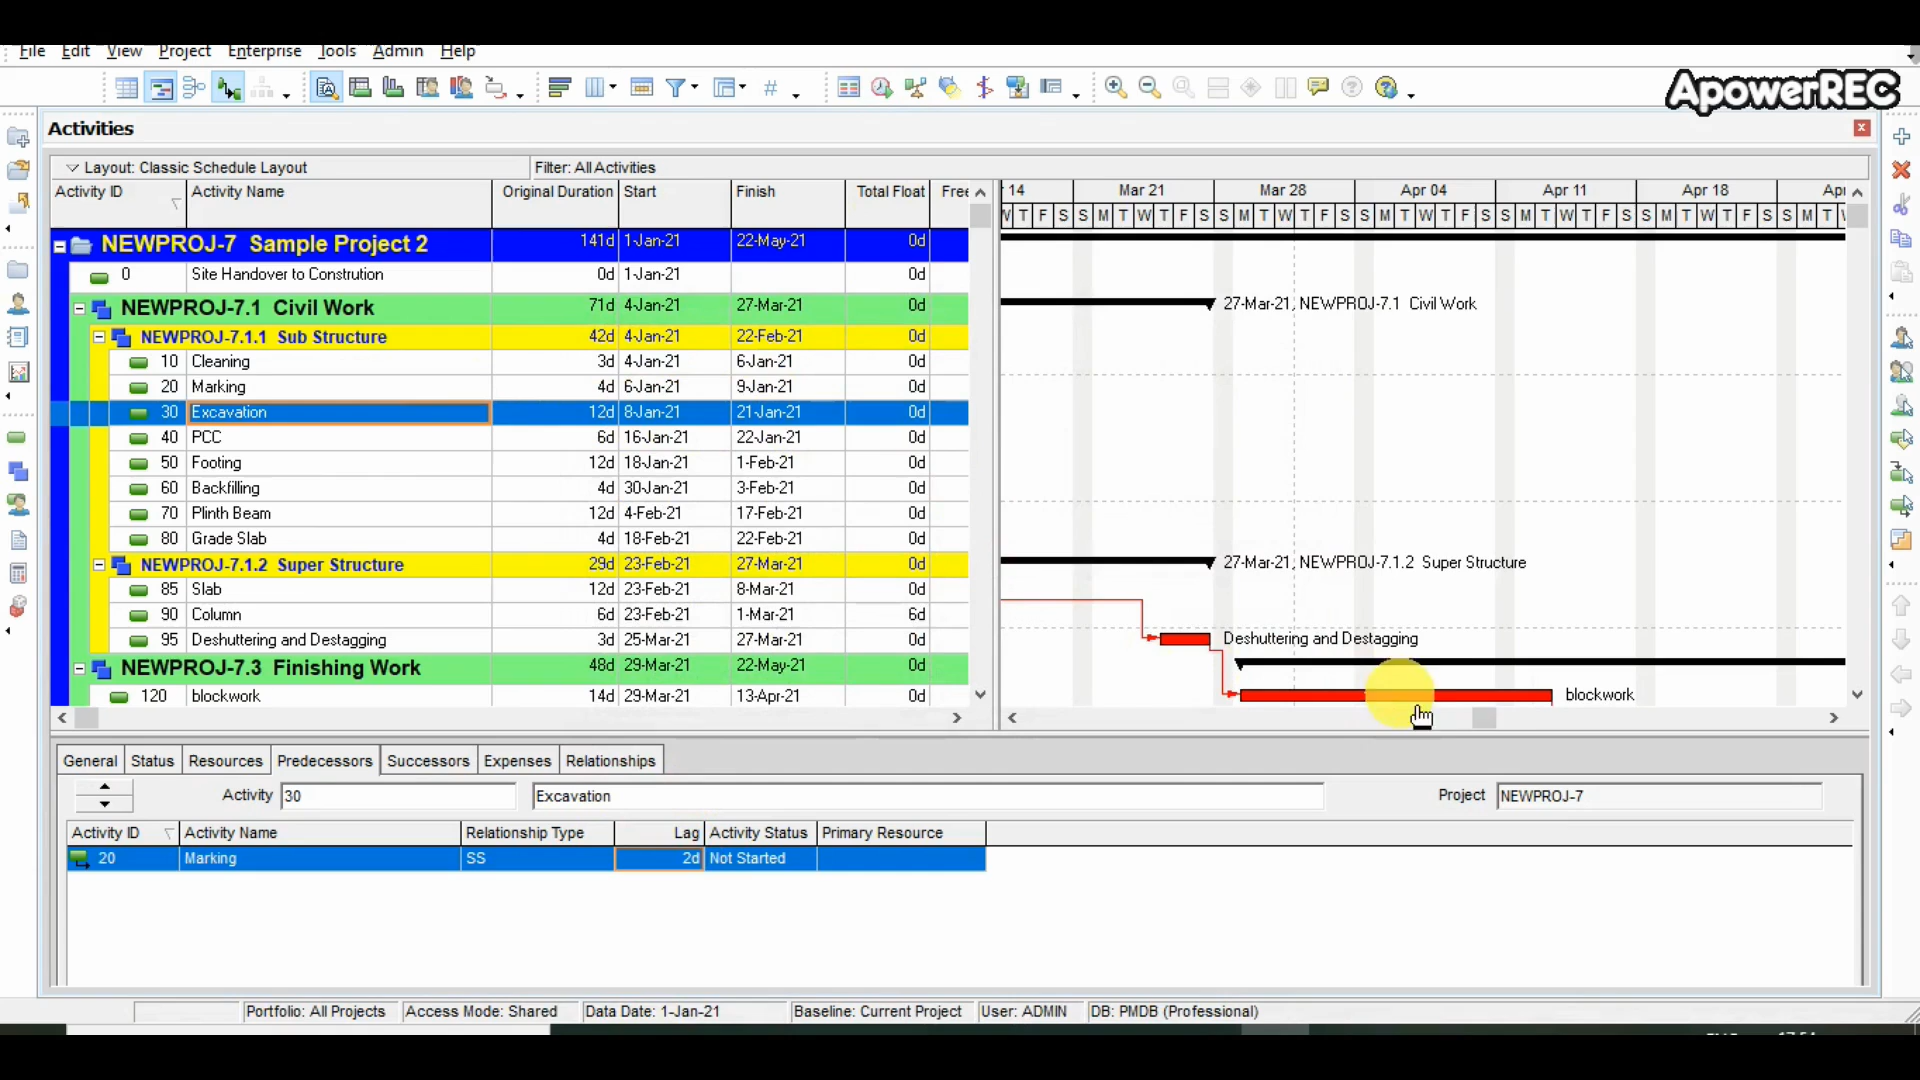 File Edit View Project Enterprise Tools Admin Help
ApowerREC
Activities
Layout: Classic Schedule Layout Filter: All Activities
Activity ID Activity Name Original Duration Start Finish Total Float Free
14 Mar 21 Mar 28 Apr 04 Apr 11 Apr 18
T F S S M T W T F S S M T W T F S S M T W T F S S M T W T F S S M T W T F S S M T
NEWPROJ-7 Sample Project 2 141d 1-Jan-21 22-May-21 0d
0 Site Handover to Constrution 0d 1-Jan-21 0d
NEWPROJ-7.1 Civil Work 71d 4-Jan-21 27-Mar-21 0d 27-Mar-21, NEWPROJ-7.1 Civil Work
NEWPROJ-7.1.1 Sub Structure 42d 4-Jan-21 22-Feb-21 0d
10 Cleaning 3d 4-Jan-21 6-Jan-21 0d
20 Marking 4d 6-Jan-21 9-Jan-21 0d
30 Excavation 12d 8-Jan-21 21-Jan-21 0d
40 PCC 6d 16-Jan-21 22-Jan-21 0d
50 Footing 12d 18-Jan-21 1-Feb-21 0d
60 Backfilling 4d 30-Jan-21 3-Feb-21 0d
70 Plinth Beam 12d 4-Feb-21 17-Feb-21 0d
80 Grade Slab 4d 18-Feb-21 22-Feb-21 0d
NEWPROJ-7.1.2 Super Structure 29d 23-Feb-21 27-Mar-21 0d 27-Mar-21, NEWPROJ-7.1.2 Super Structure
85 Slab 12d 23-Feb-21 8-Mar-21 0d
90 Column 6d 23-Feb-21 1-Mar-21 6d
95 Deshuttering and Destagging 3d 25-Mar-21 27-Mar-21 0d Deshuttering and Destagging
NEWPROJ-7.3 Finishing Work 48d 29-Mar-21 22-May-21 0d
120 blockwork 14d 29-Mar-21 13-Apr-21 0d blockwork
General Status Resources Predecessors Successors Expenses Relationships
Activity 30 Excavation Project NEWPROJ-7
Activity ID Activity Name Relationship Type Lag Activity Status Primary Resource
20 Marking SS 2d Not Started
Portfolio: All Projects Access Mode: Shared Data Date: 1-Jan-21 Baseline: Current Project User: ADMIN DB: PMDB (Professional)